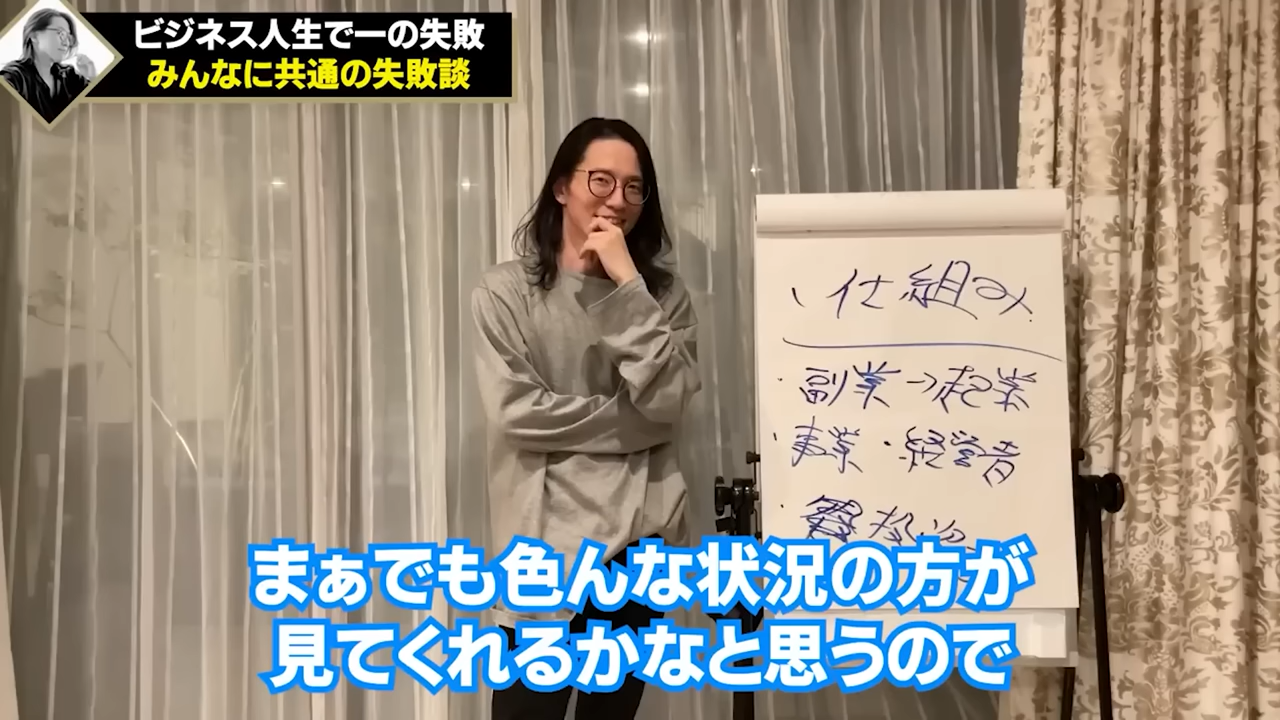 ビジネス人生で一の失敗
みんなに共通の失敗談
、仕組み
・副業→起業
・事業・経営者
・投資
まぁでも色んな状況の方が
見てくれるかなと思うので